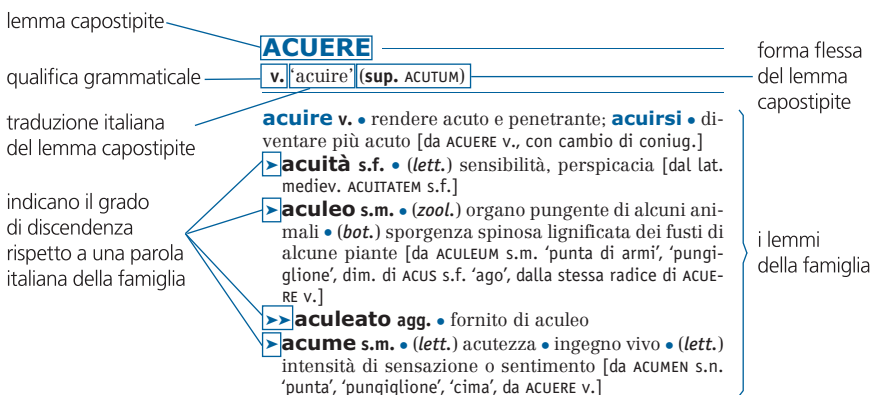 lemma capostipite
ACUERE
qualifica grammaticale
v. 'acuire' (sup. ACUTUM)
forma flessa
del lemma
capostipite
traduzione italiana
del lemma capostipite
acuire v. • rendere acuto e penetrante; acuirsi • di-
ventare più acuto [da ACUERE v., con cambio di coniug.]
➤acuità s.f. • (lett.) sensibilità, perspicacia [dal lat.
mediev. ACUITATEM s.f.]
➤aculeo s.m. • (zool.) organo pungente di alcuni ani-
mali • (bot.) sporgenza spinosa lignificata dei fusti di
alcune piante [da ACULEUM s.m. 'punta di armi', 'pungi-
glione', dim. di ACUS s.f. 'ago', dalla stessa radice di ACUE-
RE v.]
➤➤aculeato agg. • fornito di aculeo
➤acume s.m. • (lett.) acutezza • ingegno vivo • (lett.)
intensità di sensazione o sentimento [da ACUMEN s.n.
'punta', 'pungiglione', 'cima', da ACUERE v.]
indicano il grado
di discendenza
rispetto a una parola
italiana della famiglia
i lemmi
della famiglia